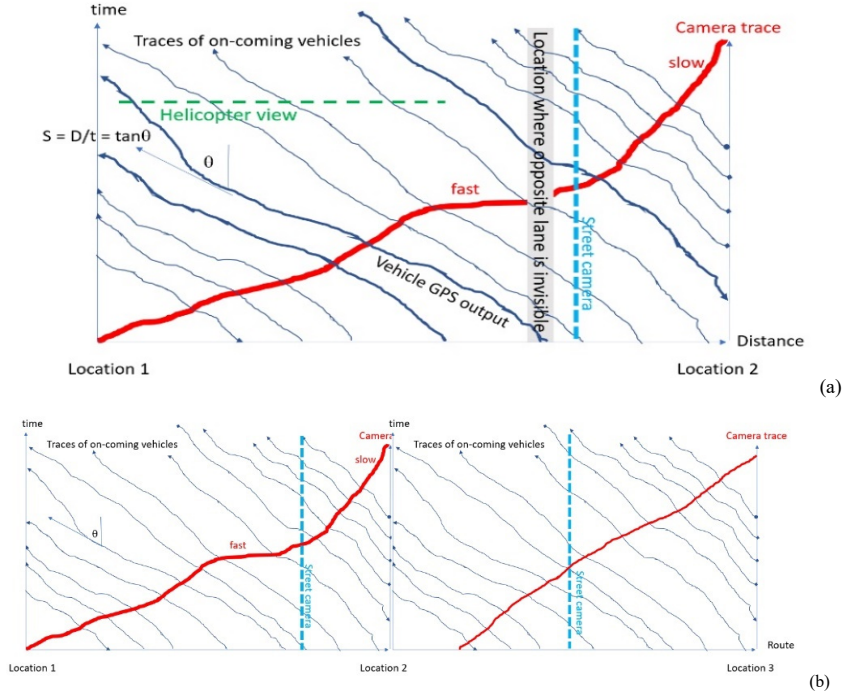 time
Traces of on-coming vehicles
Camera trace
slow
Helicopter view
S = D/t = tanθ
θ
fast
Location where opposite lane is invisible
Street camera
Vehicle GPS output
Distance
Location 1
Location 2
(a)
time
Traces of on-coming vehicles
Camera
slow
θ
fast
Street camera
Location 1
Location 2
time
Traces of on-coming vehicles
Camera trace
Street camera
Route
Location 3
(b)